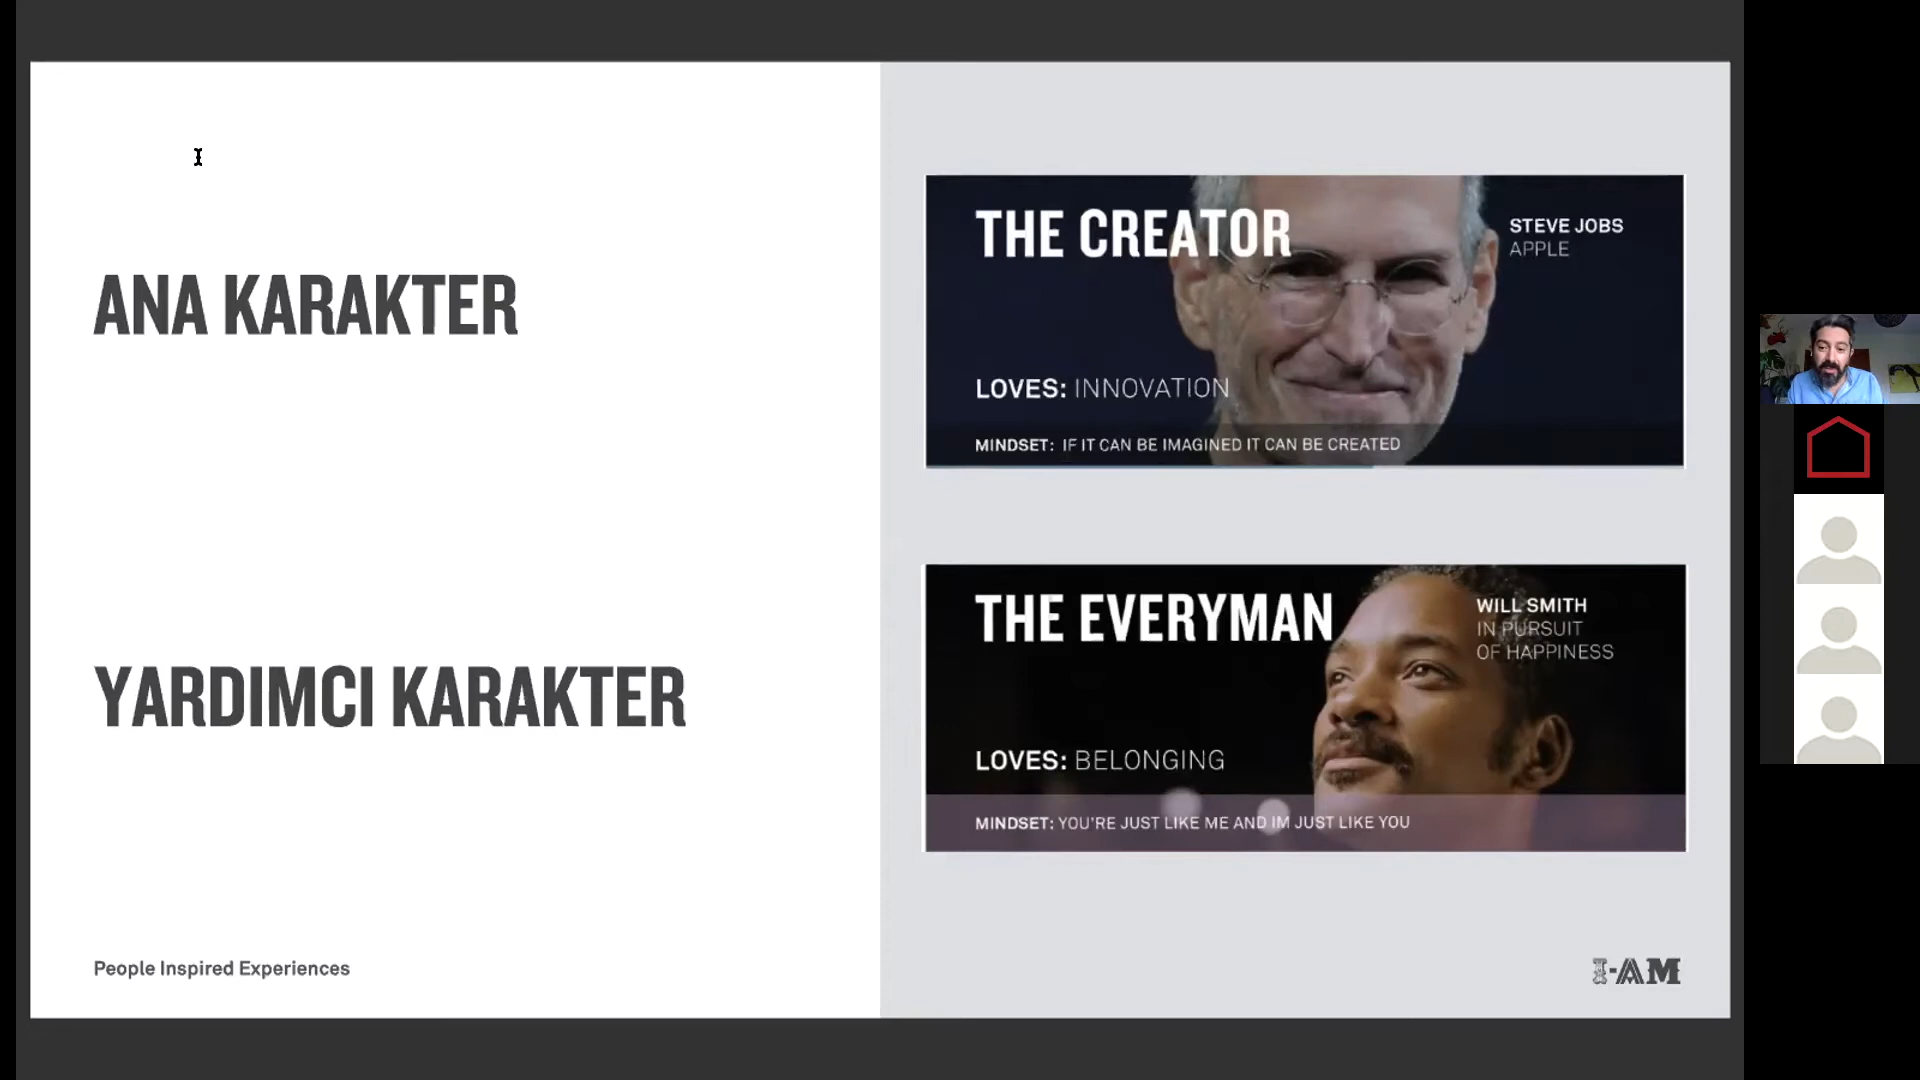 ANA KARAKTER
THE CREATOR
STEVE JOBS
APPLE
LOVES: INNOVATION
MINDSET: IF IT CAN BE IMAGINED IT CAN BE CREATED
YARDIMCI KARAKTER
THE EVERYMAN
WILL SMITH
IN PURSUIT
OF HAPPINESS
LOVES: BELONGING
MINDSET: YOU'RE JUST LIKE ME AND IM JUST LIKE YOU
People Inspired Experiences
I-AM